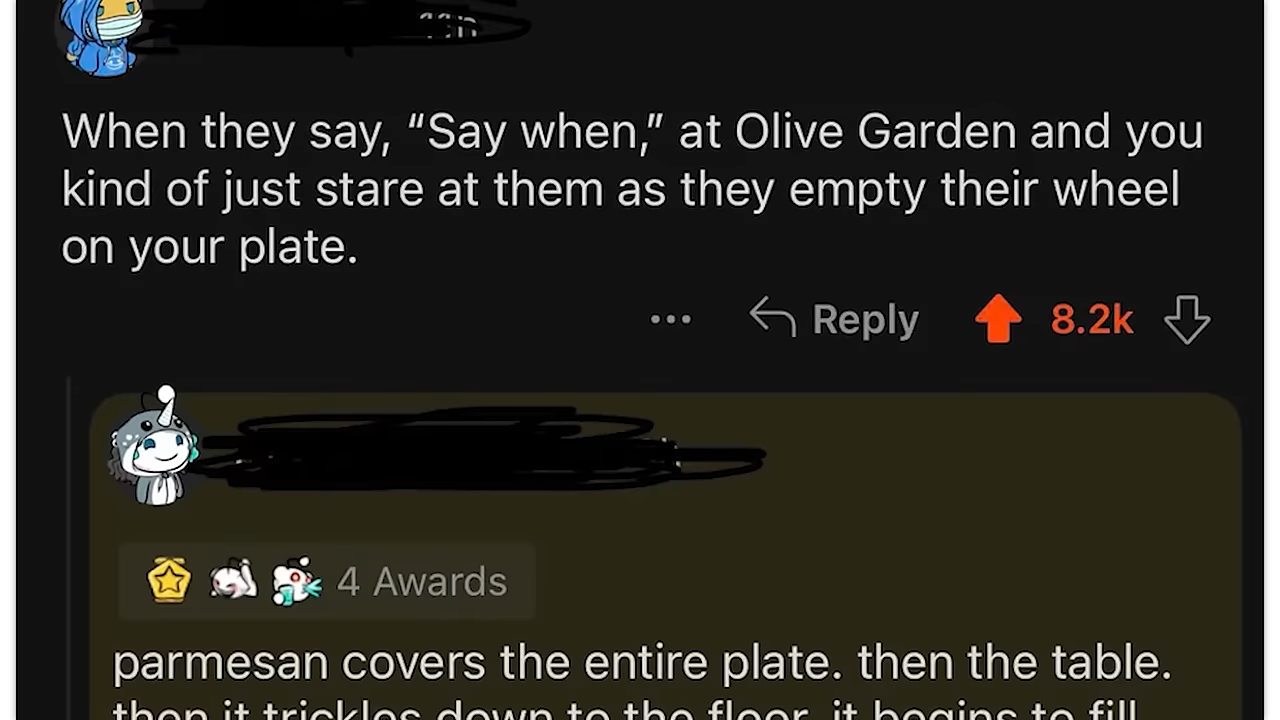 When they say, “Say when,” at Olive Garden and you
kind of just stare at them as they empty their wheel
on your plate.
Reply 8.2k
4 Awards
parmesan covers the entire plate. then the table.
then it trickles down to the floor. it begins to fill